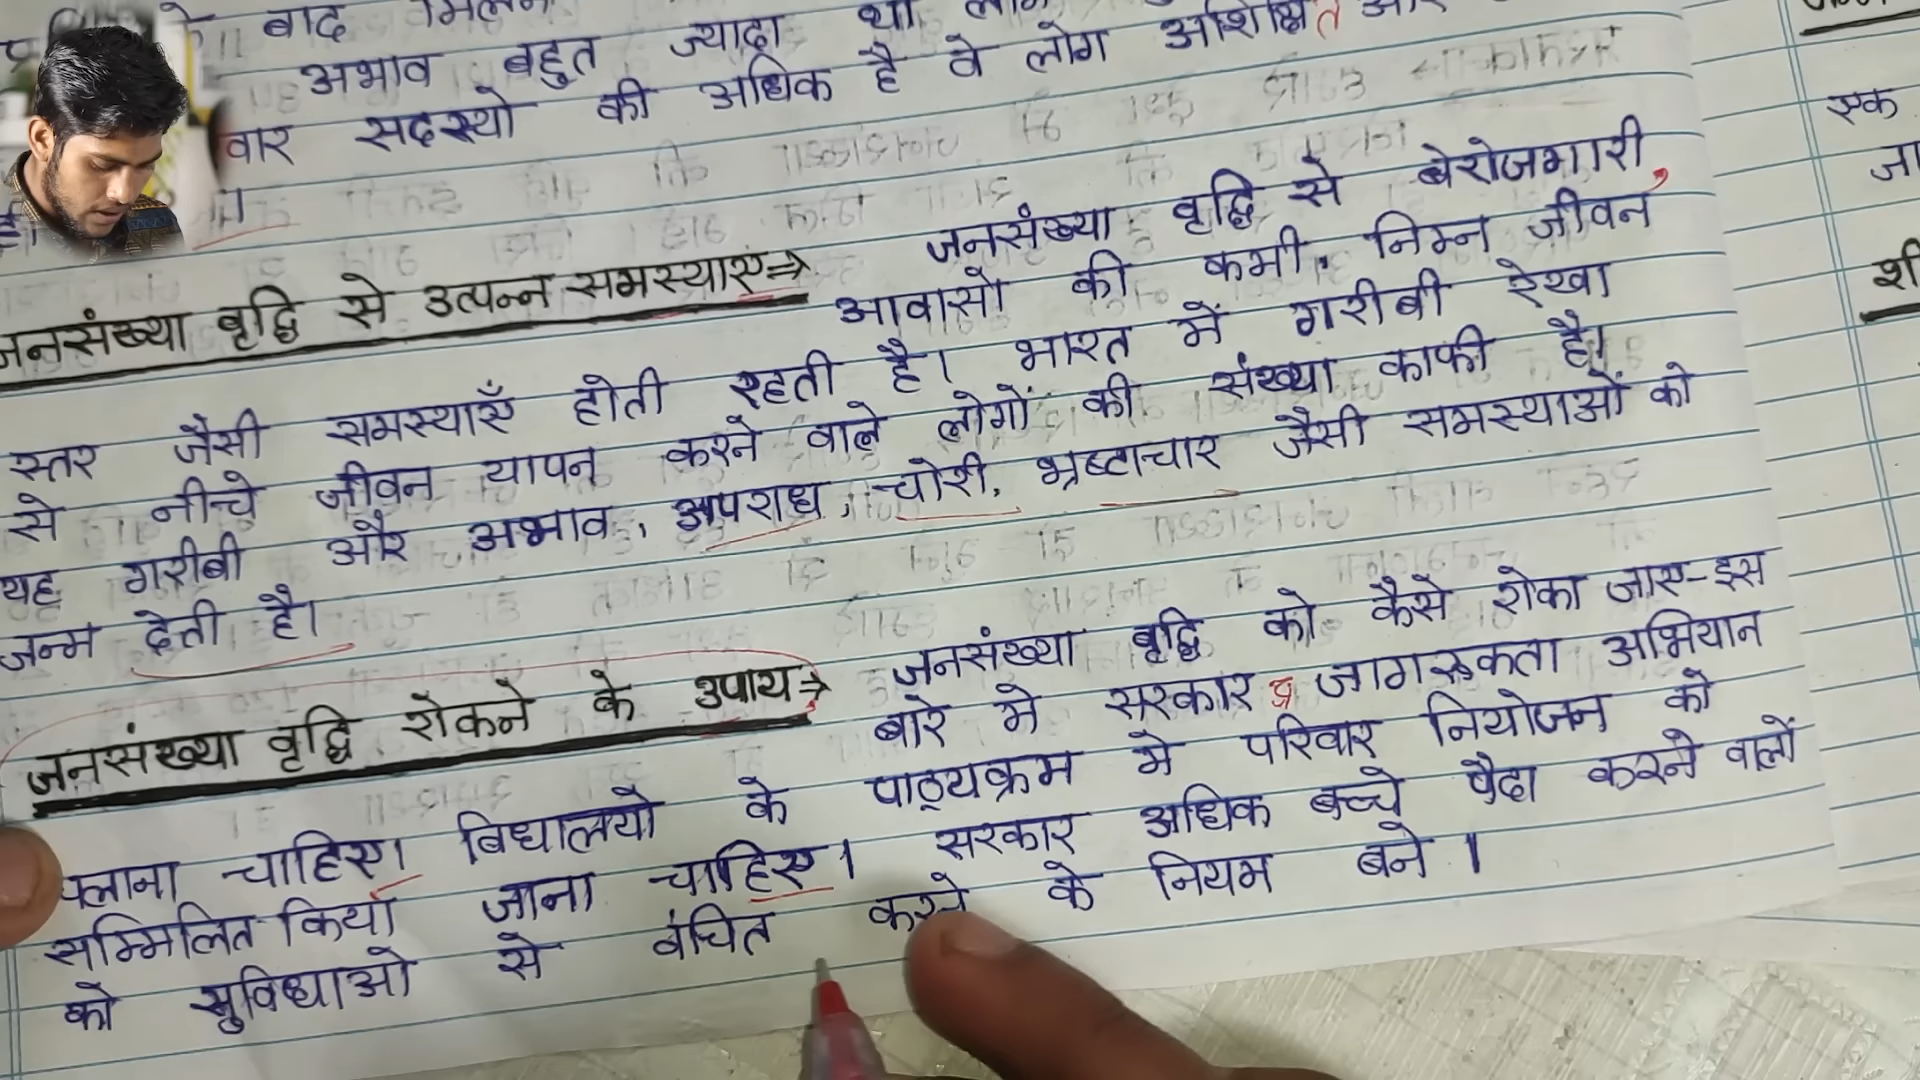 के बाद
अभाव बहुत ज्यादा था
वार सदस्यो की अधिक है वे लोग अशिक्षित और
जनसंख्या वृद्धि से उत्पन्न समस्याएं⇒ जनसंख्या वृद्धि से बेरोजगारी,
आवासों की कमी, निम्न जीवन
स्तर जैसी समस्याएँ होती रहती है। भारत में गरीबी रेखा
से नीचे जीवन यापन करने वाले लोगों की संख्या काफी है।
यह गरीबी और अभाव, अपराध, चोरी, भ्रष्टाचार जैसी समस्याओं को
जन्म देती है।
जनसंख्या वृद्धि रोकने के उपाय⇒ जनसंख्या वृद्धि को कैसे रोका जाए-इस
बारे मे सरकार व जागरुकता अभियान
चलाना चाहिए। विधालयो के पाठ्यक्रम मे परिवार नियोजन को
सम्मिलित किया जाना चाहिए। सरकार अधिक बच्चे पैदा करने वालों
को सुविधाओ से वंचित करने के नियम बने।
एक
जा
शी